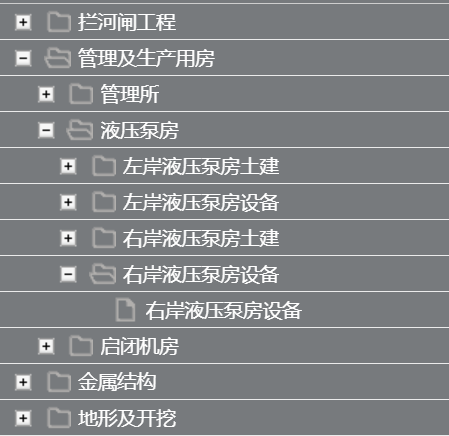 拦河闸工程
管理及生产用房
管理所
液压泵房
左岸液压泵房土建
左岸液压泵房设备
右岸液压泵房土建
右岸液压泵房设备
右岸液压泵房设备
启闭机房
金属结构
地形及开挖